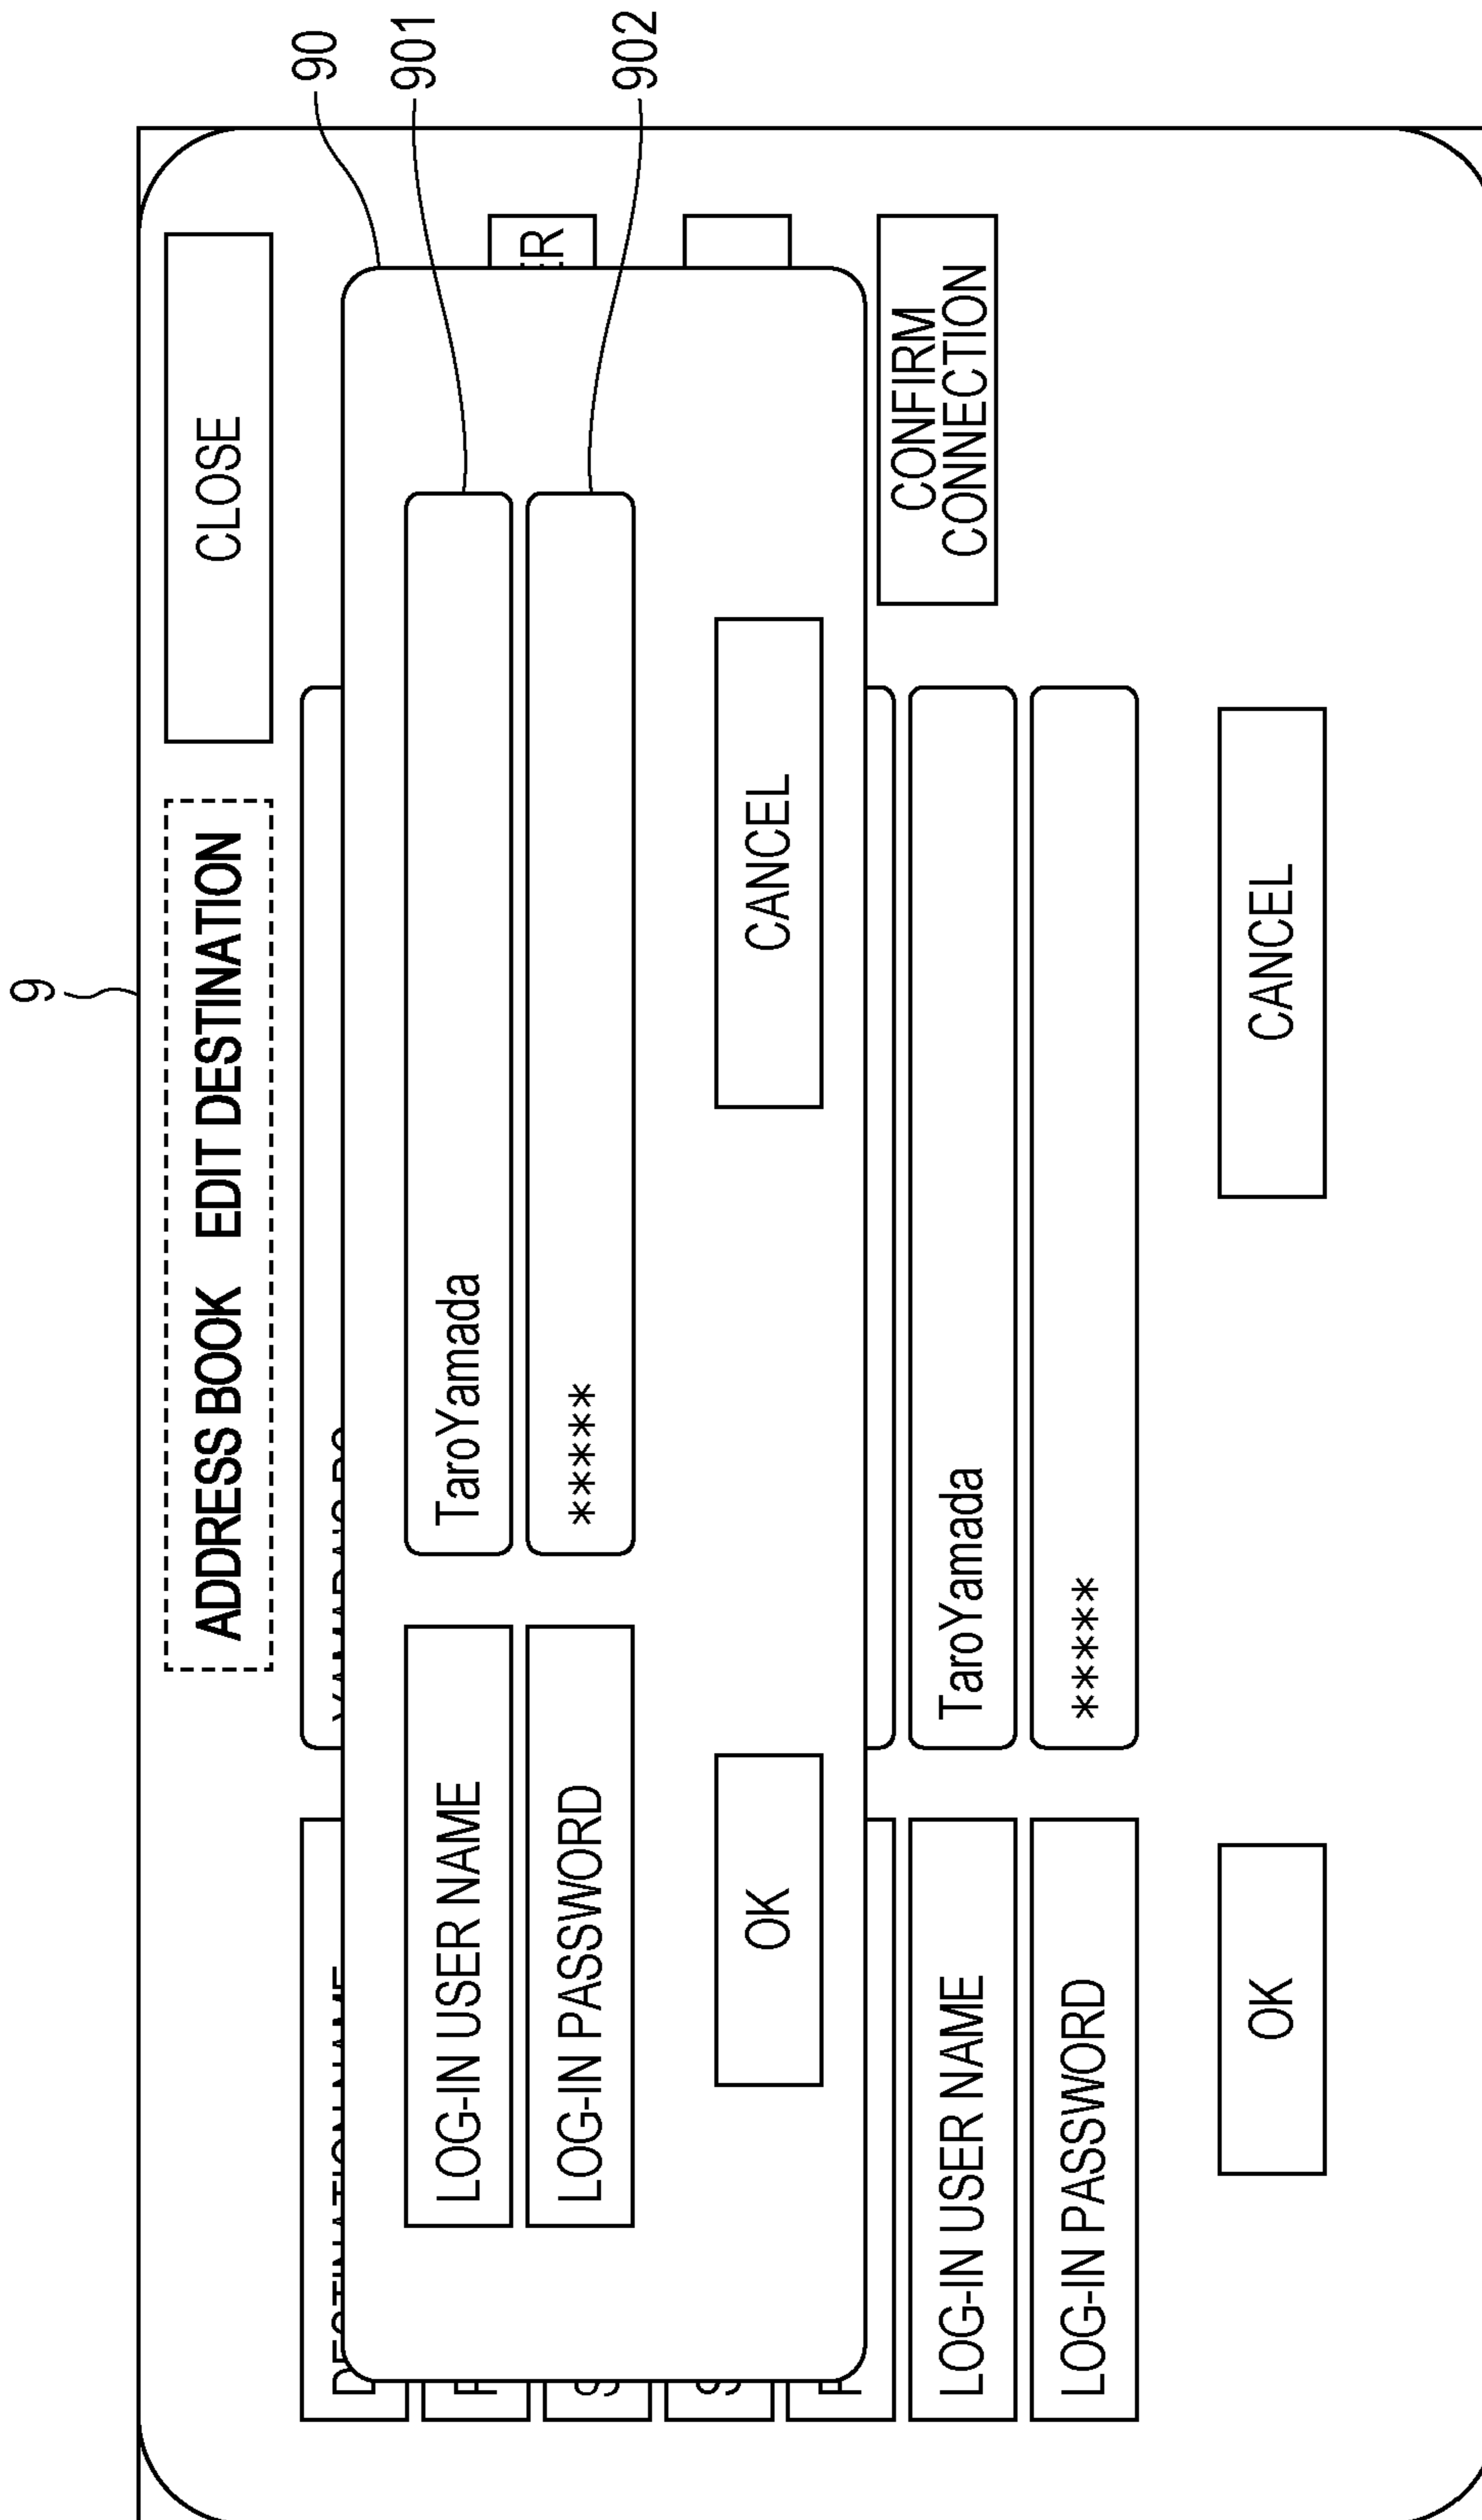 9
ADDRESS BOOK EDIT DESTINATION
CLOSE
90
901
902
LOG-IN USER NAME
TaroYamada
LOG-IN PASSWORD
*****
OK
CANCEL
CONFIRM
CONNECTION
LOG-IN USER NAME
TaroYamada
LOG-IN PASSWORD
*****
OK
CANCEL